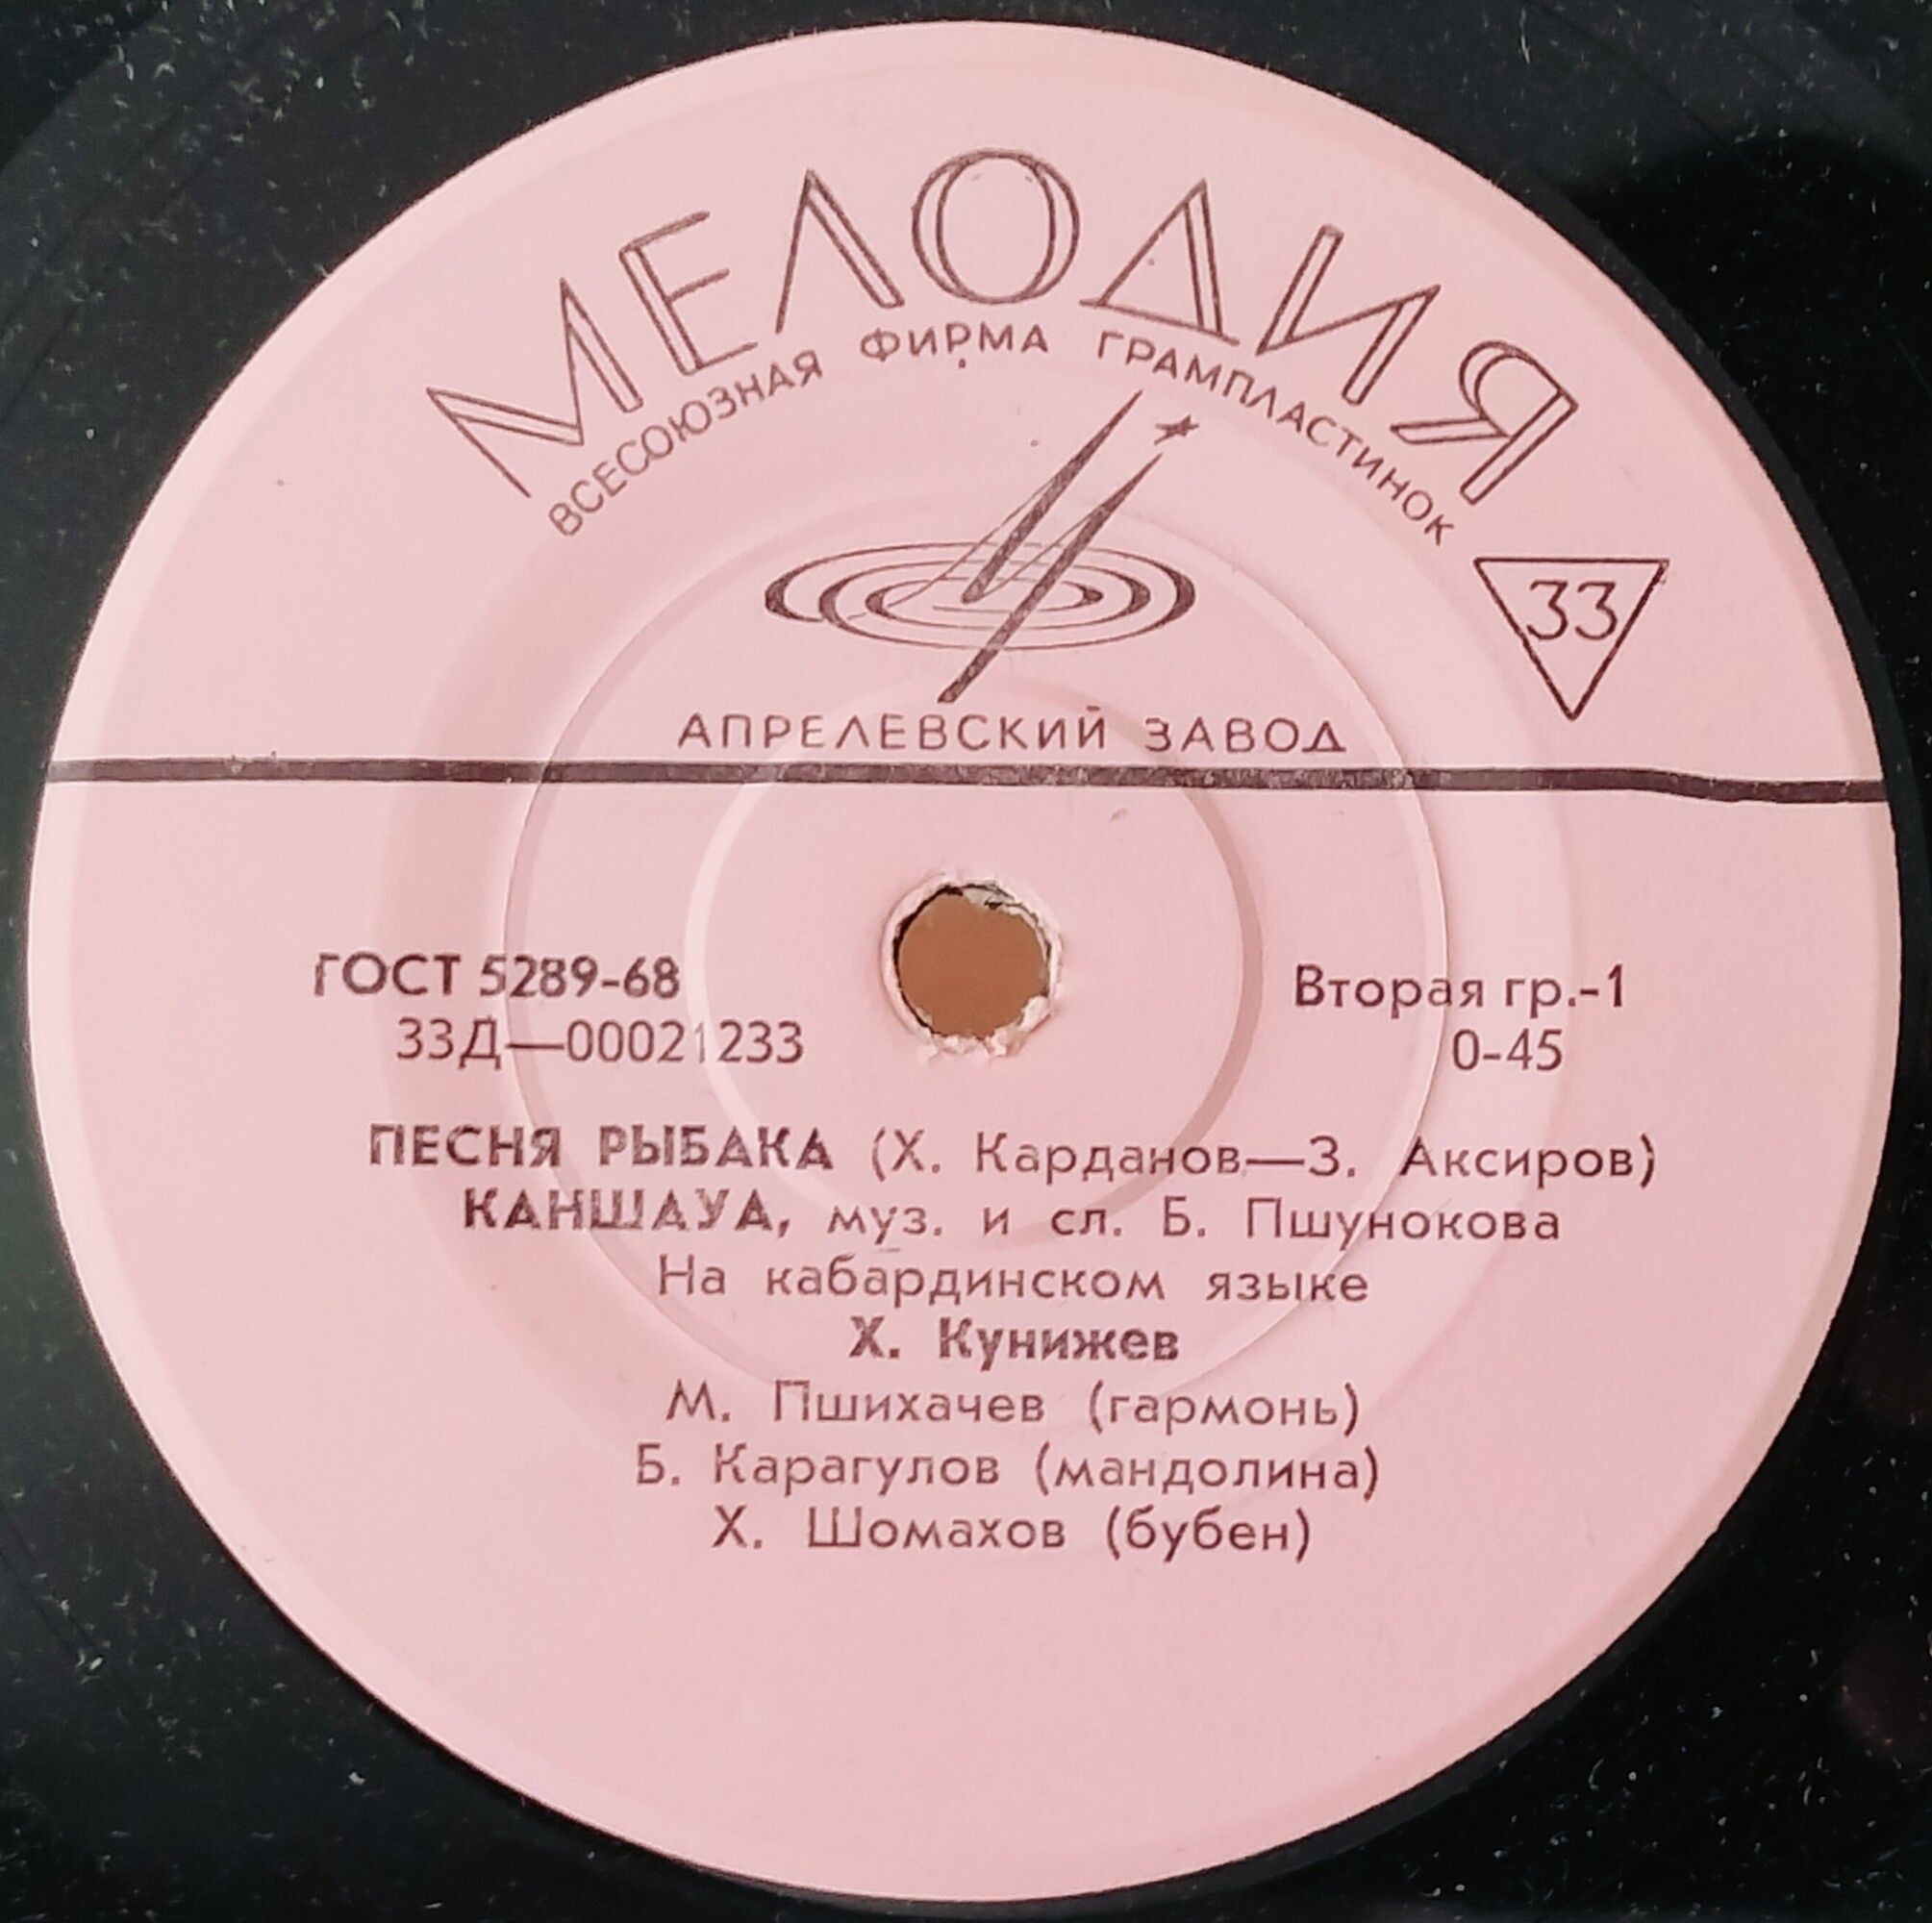 МЕЛОДИЯ
ВСЕСОЮЗНАЯ ФИРМА ГРАМПЛАСТИНОК
33
АПРЕЛЕВСКИЙ ЗАВОД
ГОСТ 5289-68
Вторая гр.-1
33Д—00021233
0-45
ПЕСНЯ РЫБАКА (Х. Карданов—З. Аксиров)
КАНШАУА, муз. и сл. Б. Пшунокова
На кабардинском языке
Х. Кунижев
М. Пшихачев (гармонь)
Б. Карагулов (мандолина)
Х. Шомахов (бубен)